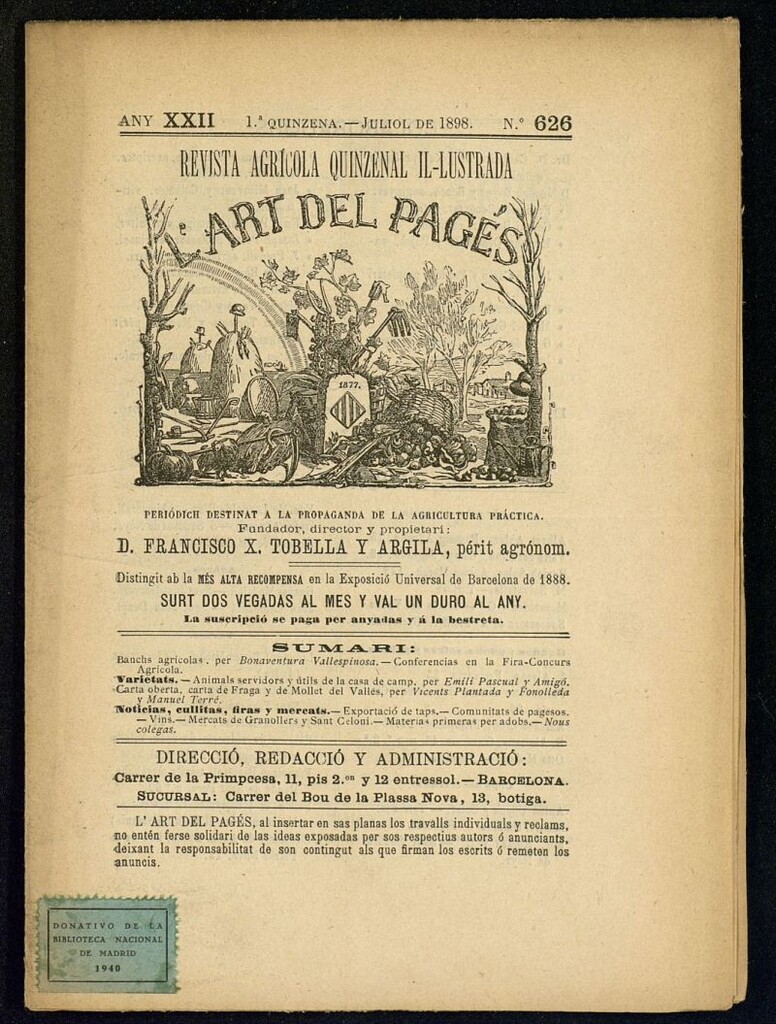 ANY XXII 1.ª QUINZENA.—JULIOL DE 1898. N.º 626
REVISTA AGRÍCOLA QUINZENAL IL-LUSTRADA
L' ART DEL PAGÉS
1877.
PERIÓDICH DESTINAT A LA PROPAGANDA DE LA AGRICULTURA PRÁCTICA.
Fundador, director y propietari:
D. FRANCISCO X. TOBELLA Y ARGILA, périt agrónom.
Distingit ab la MÉS ALTA RECOMPENSA en la Exposició Universal de Barcelona de 1888.
SURT DOS VEGADAS AL MES Y VAL UN DURO AL ANY.
La suscripció se paga per anyadas y á la bestreta.
SUMARI:
Banchs agrícolas. per Bonaventura Vallespinosa.—Conferencias en la Fira-Concurs
Agrícola.
Varietats.—Animals servidors y útils de la casa de camp, per Emili Pascual y Amigó.
Carta oberta, carta de Fraga y de Mollet del Vallés, per Vicents Plantada y Fonolleda
y Manuel Terré.
Noticias, cullitas, firas y mercats.—Exportació de taps.—Comunitats de pagesos.
—Vins.—Mercats de Granollers y Sant Celoni.—Materias primeras per adobs.—Nous
colegas.
DIRECCIÓ, REDACCIÓ Y ADMINISTRACIÓ:
Carrer de la Primpcesa, 11, pis 2.on y 12 entressol.—BARCELONA.
SUCURSAL: Carrer del Bou de la Plassa Nova, 13, botiga.
L' ART DEL PAGÉS, al insertar en sas planas los travalls individuals y reclams,
no entén ferse solidari de las ideas exposadas per sos respectius autors ó anunciants,
deixant la responsabilitat de son contingut als que firman los escrits ó remeten los
anuncis.
DONATIVO DE LA
BIBLIOTECA NACIONAL
DE MADRID
1940